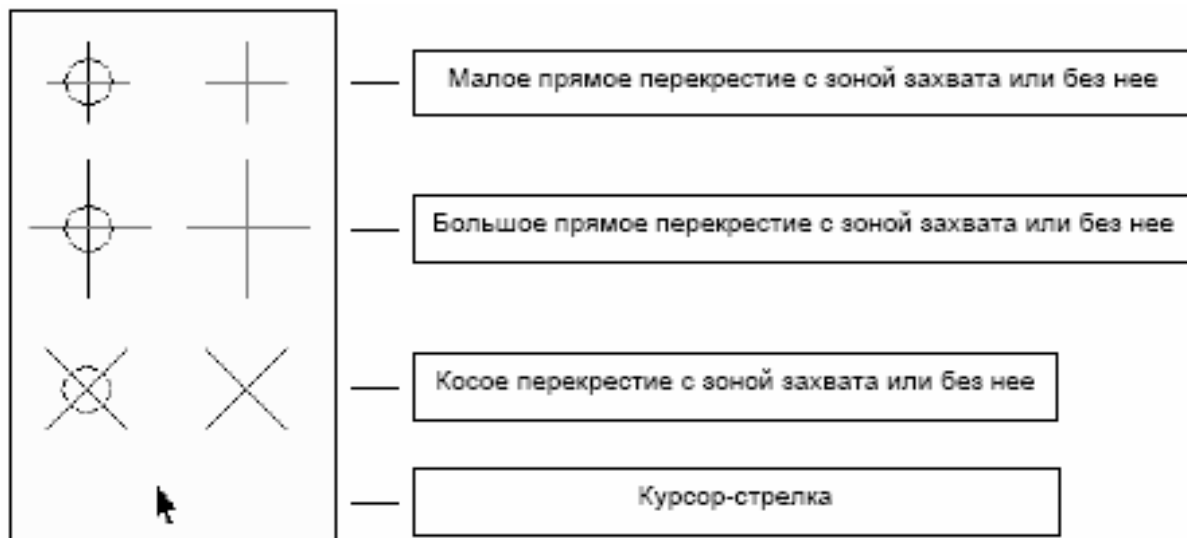 Малое прямое перекрестие с зоной захвата или без нее
Большое прямое перекрестие с зоной захвата или без нее
Косое перекрестие с зоной захвата или без нее
Курсор-стрелка